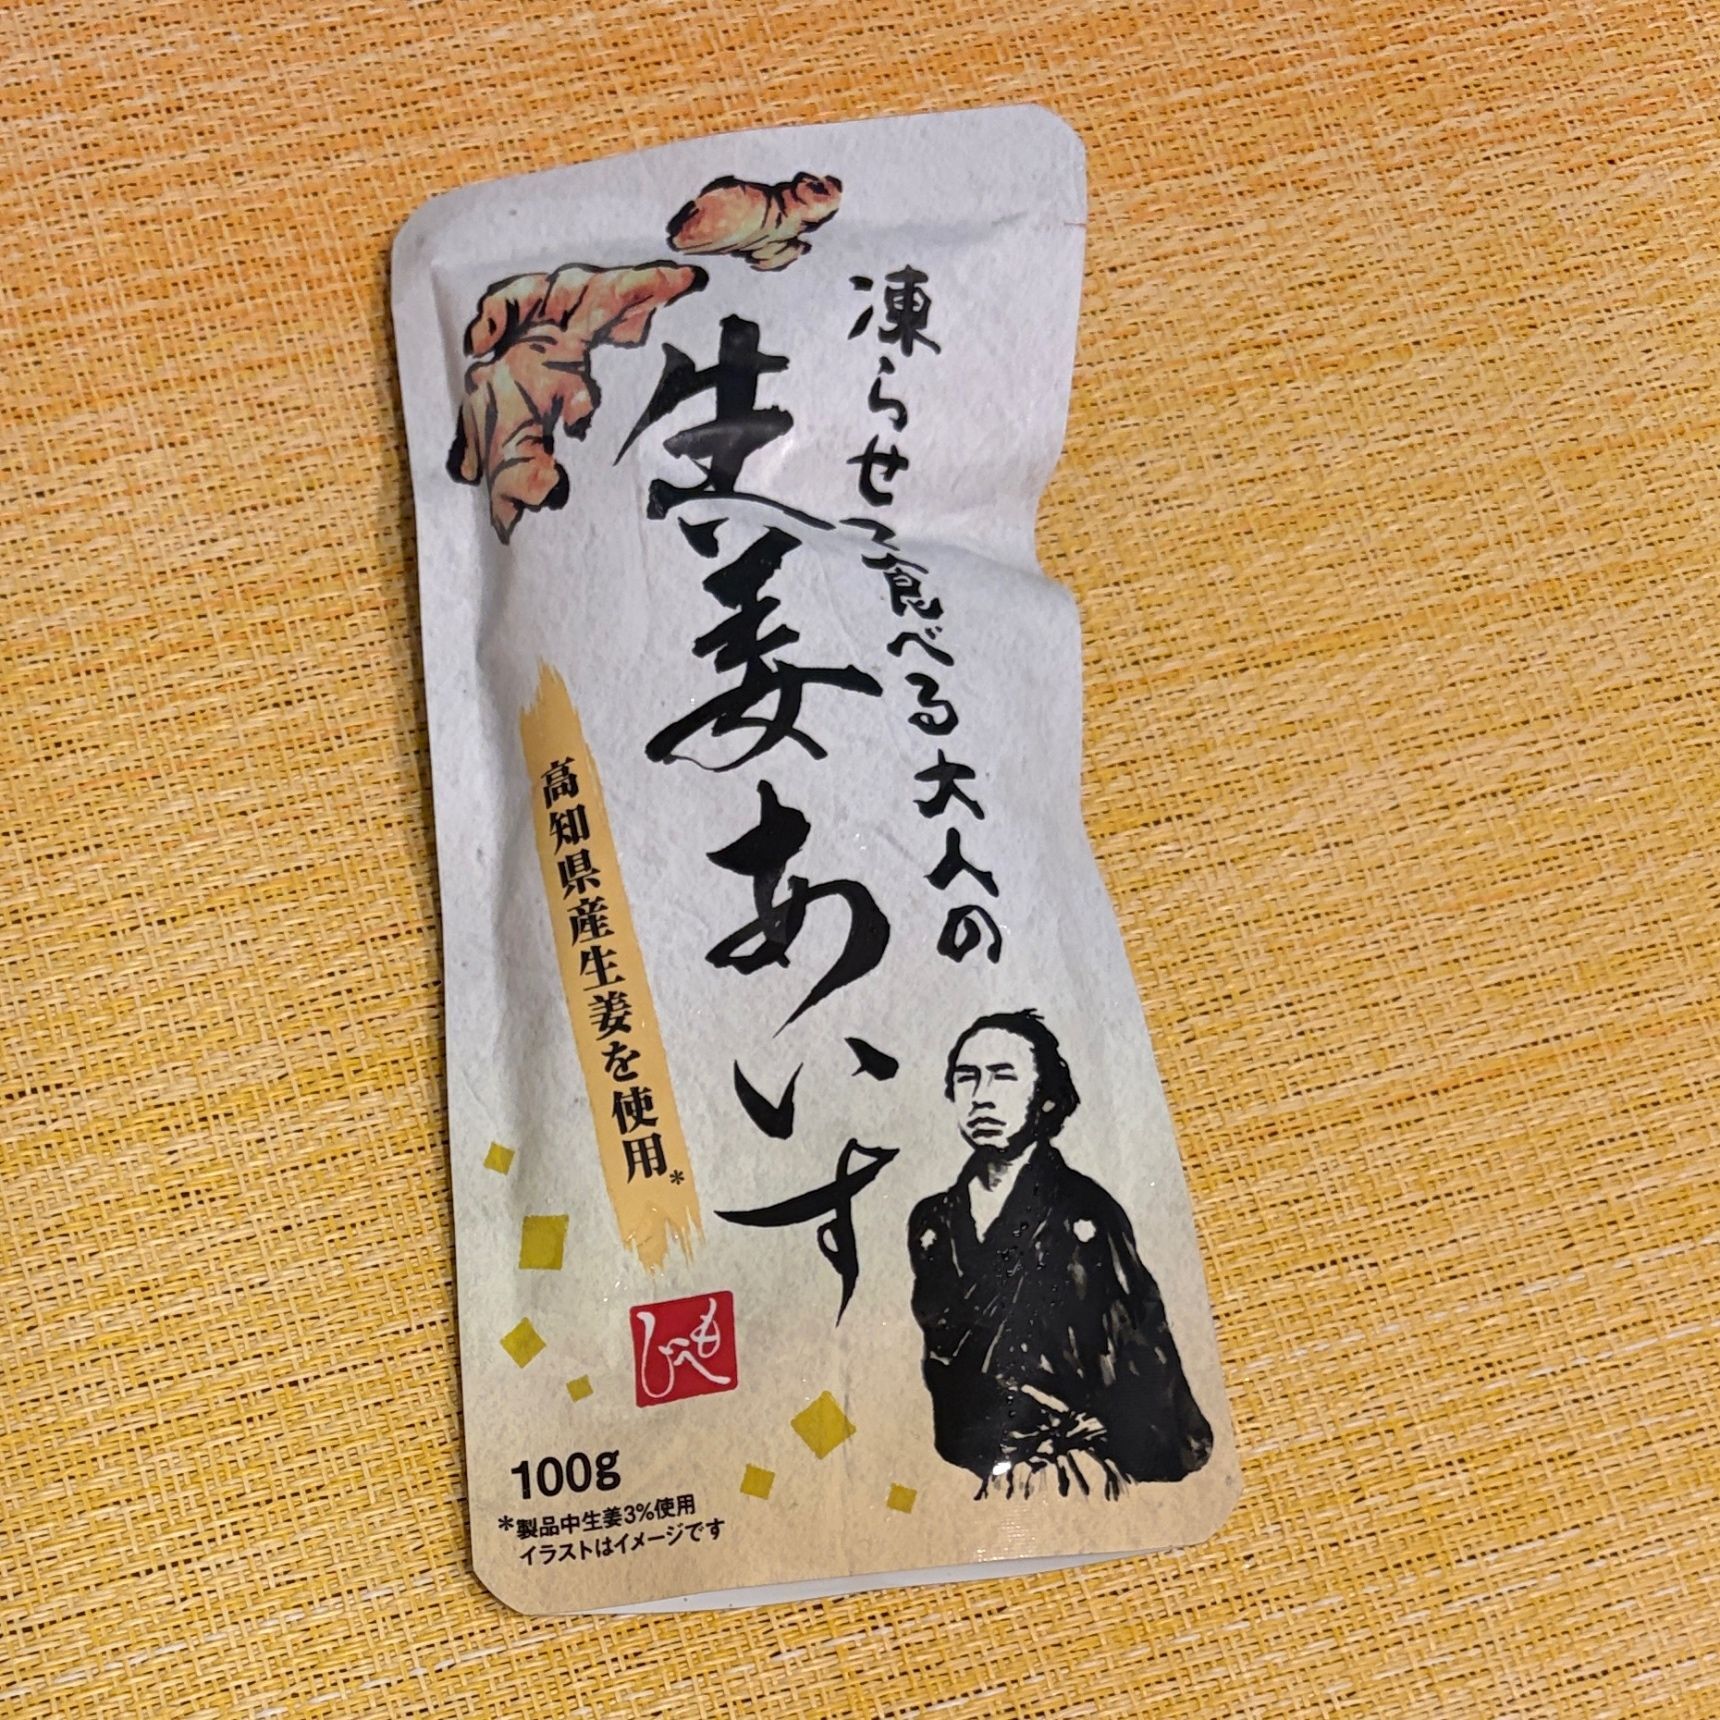 凍らせて食べる大人の
生姜あいす
高知県産生姜を使用*
もへじ
100g
*製品中生姜3%使用
イラストはイメージです